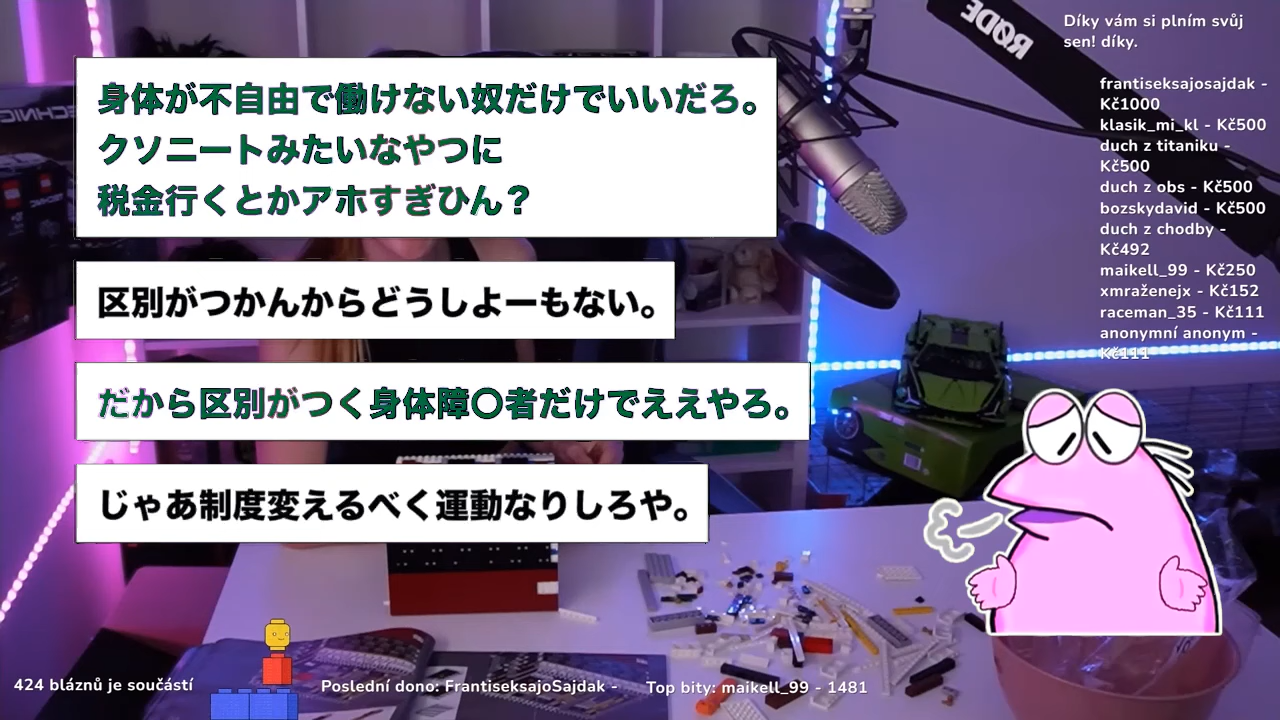 身体が不自由で働けない奴だけでいいだろ。
クソニートみたいなやつに
税金行くとかアホすぎひん？
区別がつかんからどうしよーもない。
だから区別がつく身体障〇者だけでええやろ。
じゃあ制度変えるべく運動なりしろや。
RØDE
Díky vám si plním svůj
sen! díky.
frantiseksajosajdak -
Kč1000
klasik_mi_kl - Kč500
duch z titaniku -
Kč500
duch z obs - Kč500
bozskydavid - Kč500
duch z chodby -
Kč492
maikell_99 - Kč250
xmraženejx - Kč152
raceman_35 - Kč111
anonymní anonym -
Kč111
424 bláznů je součástí
Poslední dono: FrantiseksajoSajdak -
Top bity: maikell_99 - 1481